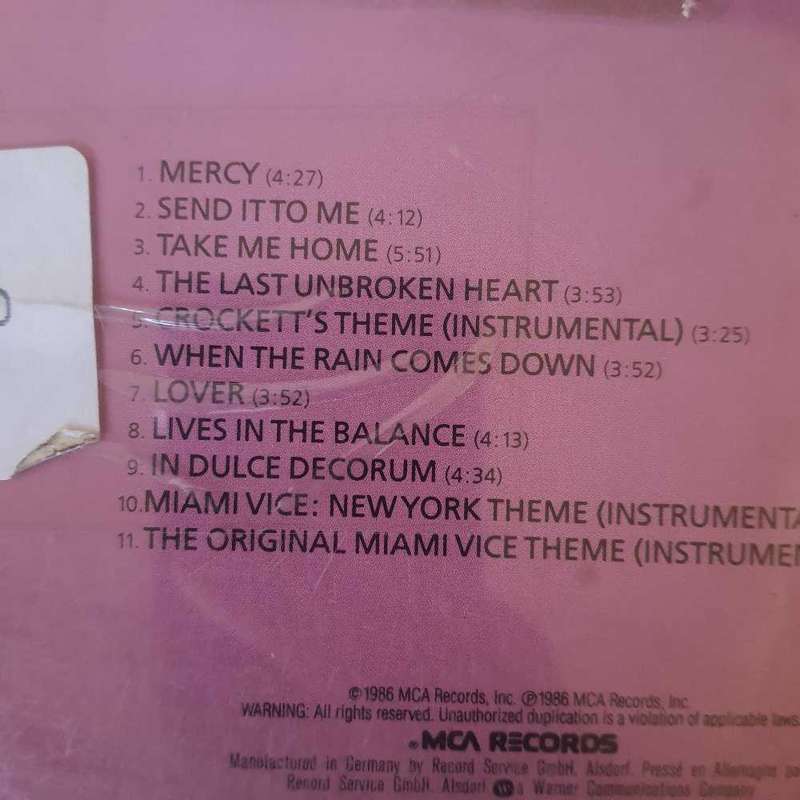 1. MERCY (4:27)
2. SEND IT TO ME (4:12)
3. TAKE ME HOME (5:51)
4. THE LAST UNBROKEN HEART (3:53)
5. CROCKETT'S THEME (INSTRUMENTAL) (3:25)
6. WHEN THE RAIN COMES DOWN (3:52)
7. LOVER (3:52)
8. LIVES IN THE BALANCE (4:13)
9. IN DULCE DECORUM (4:34)
10. MIAMI VICE: NEW YORK THEME (INSTRUMENTA
11. THE ORIGINAL MIAMI VICE THEME (INSTRUME
©1986 MCA Records, Inc. ℗1986 MCA Records, Inc.
WARNING: All rights reserved. Unauthorized duplication is a violation of applicable laws.
MCA RECORDS
Manufactured in Germany by Record Service GmbH, Alsdorf. Pressé en Allemagne pa
Record Service GmbH, Alsdorf a Warner Communications Company